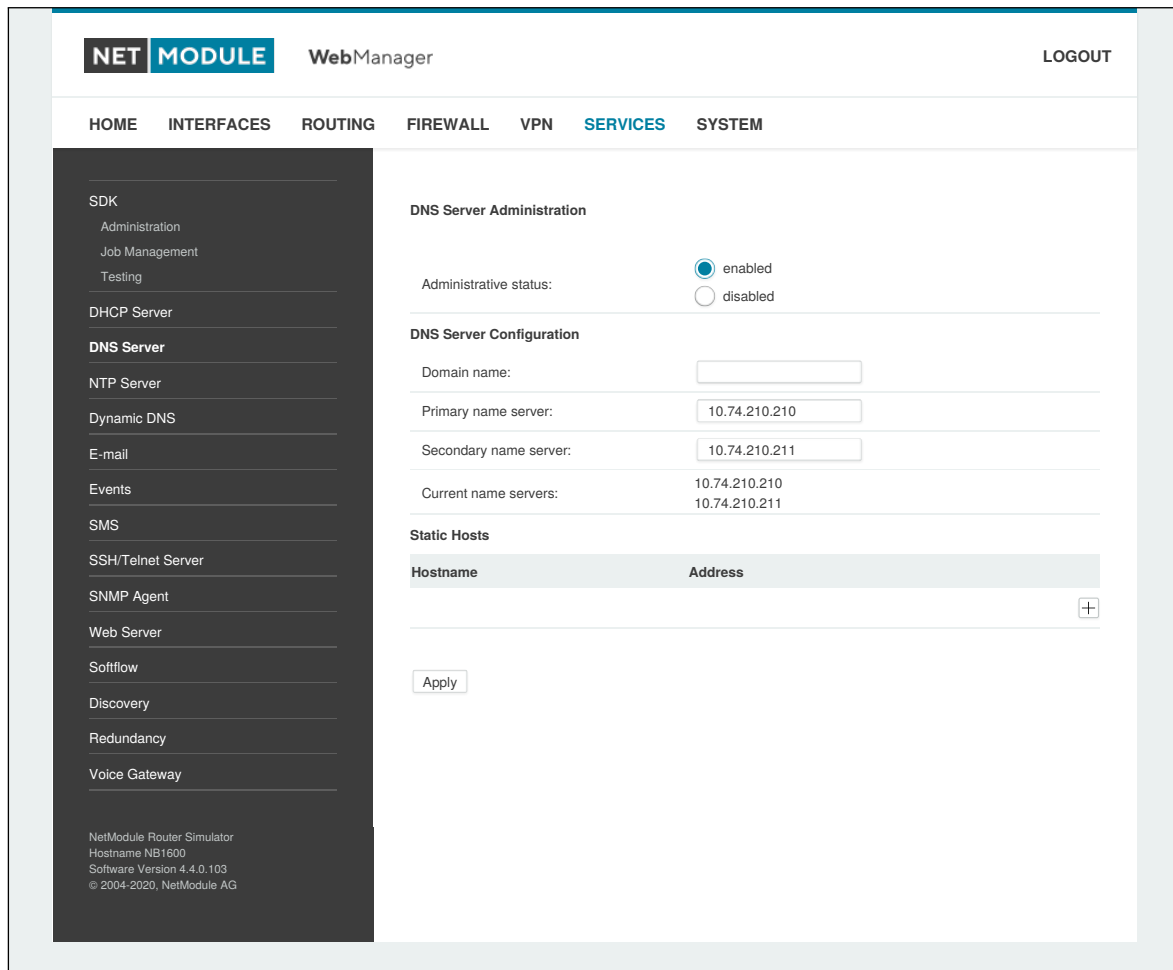 NET MODULE WebManager LOGOUT
HOME INTERFACES ROUTING FIREWALL VPN SERVICES SYSTEM
SDK
Administration
Job Management
Testing
DHCP Server
DNS Server
NTP Server
Dynamic DNS
E-mail
Events
SMS
SSH/Telnet Server
SNMP Agent
Web Server
Softflow
Discovery
Redundancy
Voice Gateway
NetModule Router Simulator
Hostname NB1600
Software Version 4.4.0.103
© 2004-2020, NetModule AG
DNS Server Administration
Administrative status:
enabled
disabled
DNS Server Configuration
Domain name:
Primary name server: 10.74.210.210
Secondary name server: 10.74.210.211
Current name servers:
10.74.210.210
10.74.210.211
Static Hosts
Hostname Address
Apply